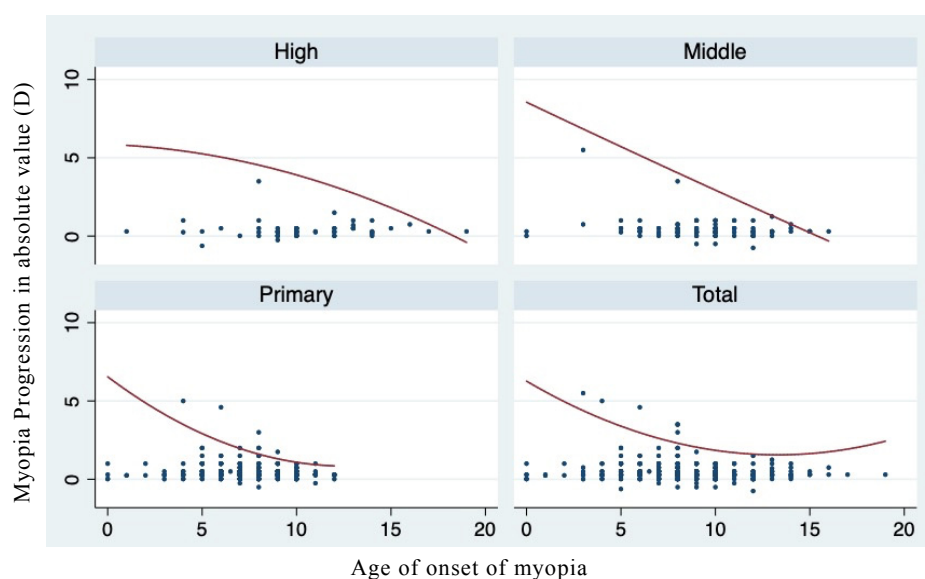 High
Middle
10
5
0
Primary
Total
10
5
0
0 5 10 15 20
0 5 10 15 20
Myopia Progression in absolute value (D)
Age of onset of myopia